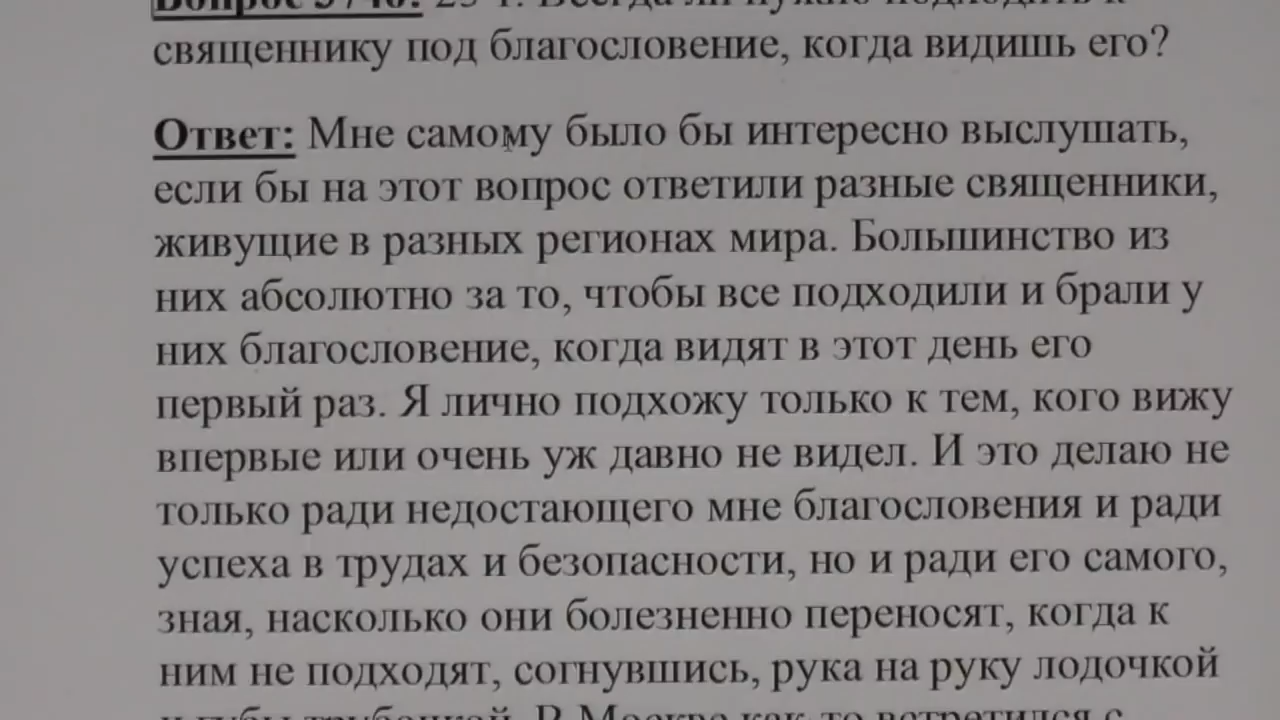 священнику под благословение, когда видишь его?
Ответ: Мне самому было бы интересно выслушать,
если бы на этот вопрос ответили разные священники,
живущие в разных регионах мира. Большинство из
них абсолютно за то, чтобы все подходили и брали у
них благословение, когда видят в этот день его
первый раз. Я лично подхожу только к тем, кого вижу
впервые или очень уж давно не видел. И это делаю не
только ради недостающего мне благословения и ради
успеха в трудах и безопасности, но и ради его самого,
зная, насколько они болезненно переносят, когда к
ним не подходят, согнувшись, рука на руку лодочкой